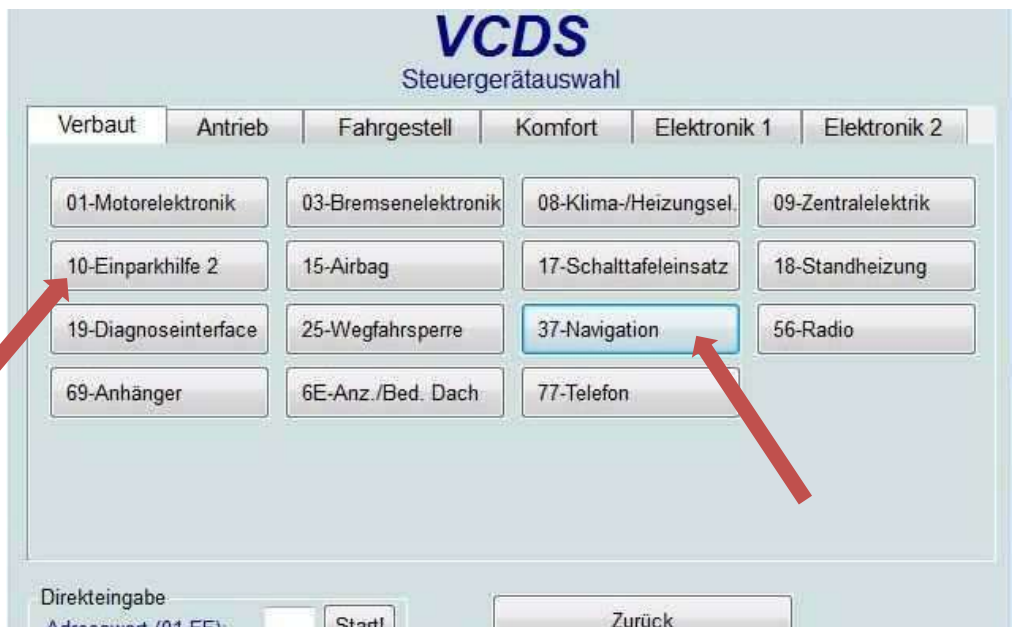 VCDS
Steuergerätauswahl
Verbaut Antrieb Fahrgestell Komfort Elektronik 1 Elektronik 2
01-Motorelektronik 03-Bremsenelektronik 08-Klima-/Heizungsel. 09-Zentralelektrik
10-Einparkhilfe 2 15-Airbag 17-Schalttafeleinsatz 18-Standheizung
19-Diagnoseinterface 25-Wegfahrsperre 37-Navigation 56-Radio
69-Anhänger 6E-Anz./Bed. Dach 77-Telefon
Direkteingabe
Start! Zurück